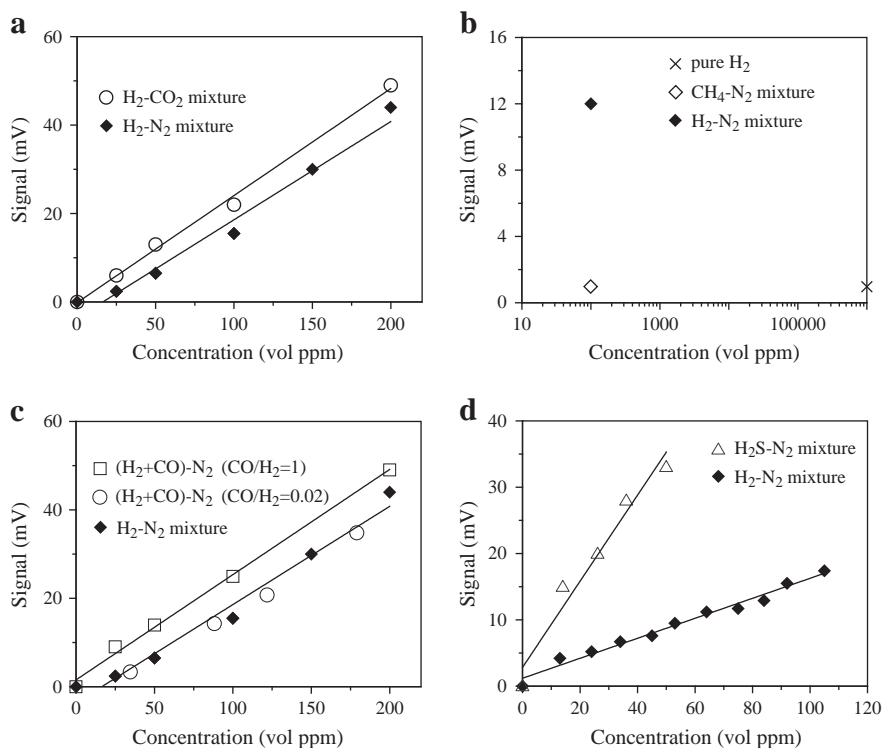 a
60
40
20
0
Signal (mV)
H₂-CO₂ mixture
H₂-N₂ mixture
0 50 100 150 200
Concentration (vol ppm)
b
16
12
8
4
0
Signal (mV)
pure H₂
CH₄-N₂ mixture
H₂-N₂ mixture
10 1000 100000
Concentration (vol ppm)
c
60
40
20
0
Signal (mV)
(H₂+CO)-N₂ (CO/H₂=1)
(H₂+CO)-N₂ (CO/H₂=0.02)
H₂-N₂ mixture
0 50 100 150 200
Concentration (vol ppm)
d
40
30
20
10
0
Signal (mV)
H₂S-N₂ mixture
H₂-N₂ mixture
0 20 40 60 80 100 120
Concentration (vol ppm)